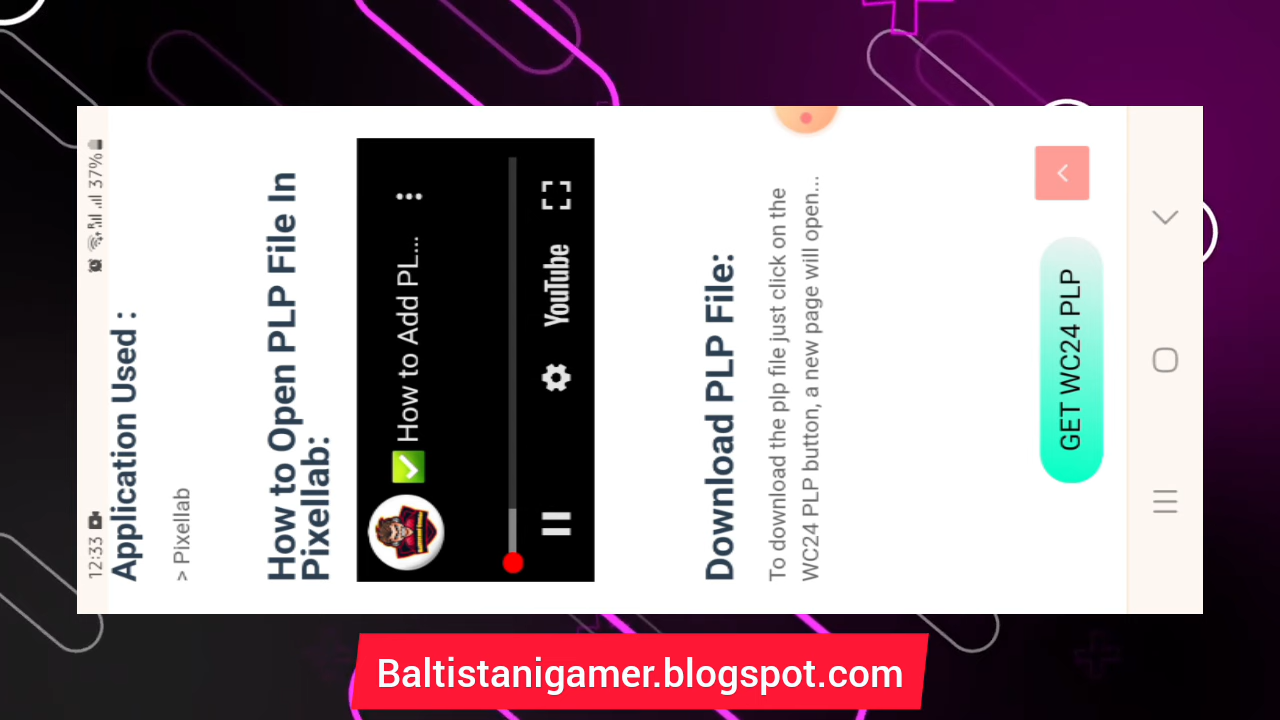 12:33
37%
Application Used :
> Pixellab
How to Open PLP File In
Pixellab:
✅ How to Add PL...
YouTube
Download PLP File:
To download the plp file just click on the
WC24 PLP button, a new page will open...
GET WC24 PLP
Baltistanigamer.blogspot.com